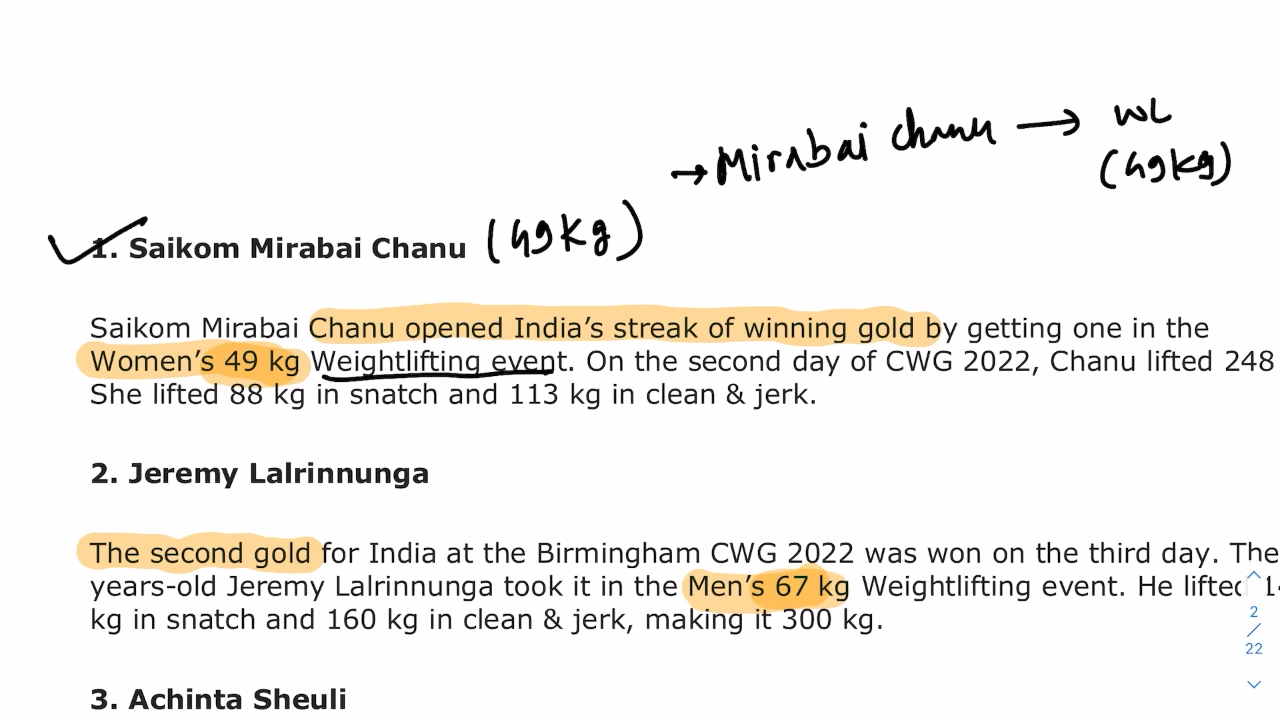 → Mirabai Chanu → WL
(49kg)
1. Saikom Mirabai Chanu (49kg)
Saikom Mirabai Chanu opened India's streak of winning gold by getting one in the
Women's 49 kg Weightlifting event. On the second day of CWG 2022, Chanu lifted 248
She lifted 88 kg in snatch and 113 kg in clean & jerk.
2. Jeremy Lalrinnunga
The second gold for India at the Birmingham CWG 2022 was won on the third day. The
years-old Jeremy Lalrinnunga took it in the Men's 67 kg Weightlifting event. He lifted
kg in snatch and 160 kg in clean & jerk, making it 300 kg.
3. Achinta Sheuli
2
/
22